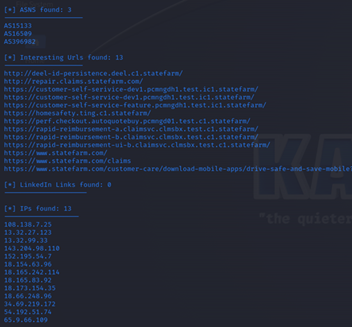 [*] ASNS found: 3
AS15133
AS16509
AS396982
[*] Interesting Urls found: 12
http://deel-id-persistence.deel.c1.statefarm/
http://repair.claims.statefarm.com/
https://customer-self-serivice-dev1.pcmngdh1.test.ic1.statefarm/
https://customer-self-service-dev1.pcmngdh1.test.ic1.statefarm/
https://customer-self-service-feature.pcmngdh1.test.ic1.statefarm/
https://homesafety.ting.c1.statefarm/
https://perf.checkout.autoquotebuy.pcmngd01.test.c1.statefarm/
https://rapid-reimbursement-a.claimsvc.clmsbx.test.c1.statefarm/
https://rapid-reimbursement-b.claimsvc.clmsbx.test.c1.statefarm/
https://rapid-reimbursement-ui-b.claimsvc.clmsbx.test.c1.statefarm/
https://www.statefarm.com/
https://www.statefarm.com/claims
https://www.statefarm.com/customer-care/download-mobile-apps/drive-safe-and-save-mobile
[*] LinkedIn Links found: 0
[*] IPs found: 13
108.138.7.25
13.32.27.123
13.32.99.33
143.204.98.110
152.195.54.7
18.154.63.96
18.165.242.114
18.165.83.92
18.173.154.35
18.66.248.96
34.69.219.172
54.192.51.74
65.9.66.109
KA
"the quieter